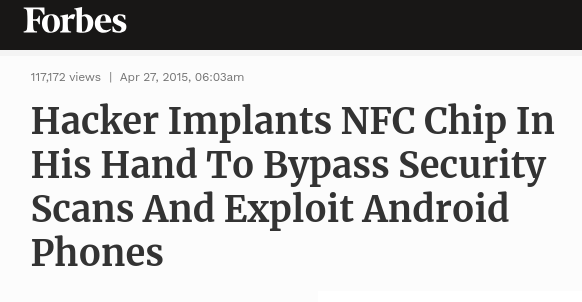 Forbes
117,172 views | Apr 27, 2015, 06:03am
Hacker Implants NFC Chip In
His Hand To Bypass Security
Scans And Exploit Android
Phones